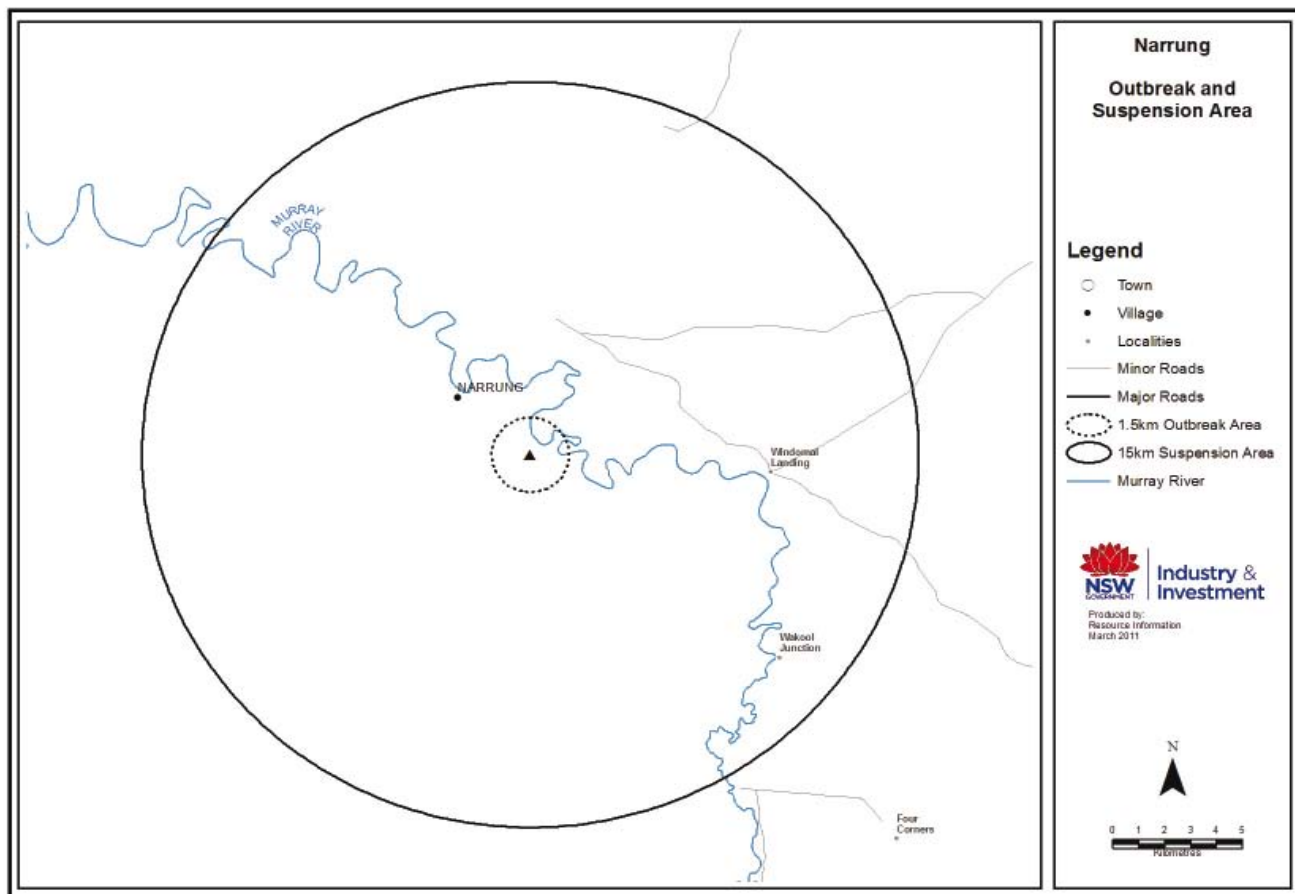 Narrung
Outbreak and
Suspension Area
MURRAY
RIVER
NARRUNG
Windomal
Landing
Wakool
Junction
Four
Corners
Legend
Town
Village
Localities
Minor Roads
Major Roads
1.5km Outbreak Area
15km Suspension Area
Murray River
NSW
GOVERNMENT
Industry &
Investment
Produced by:
Resource Information
March 2011
N
0 1 2 3 4 5
Kilometres